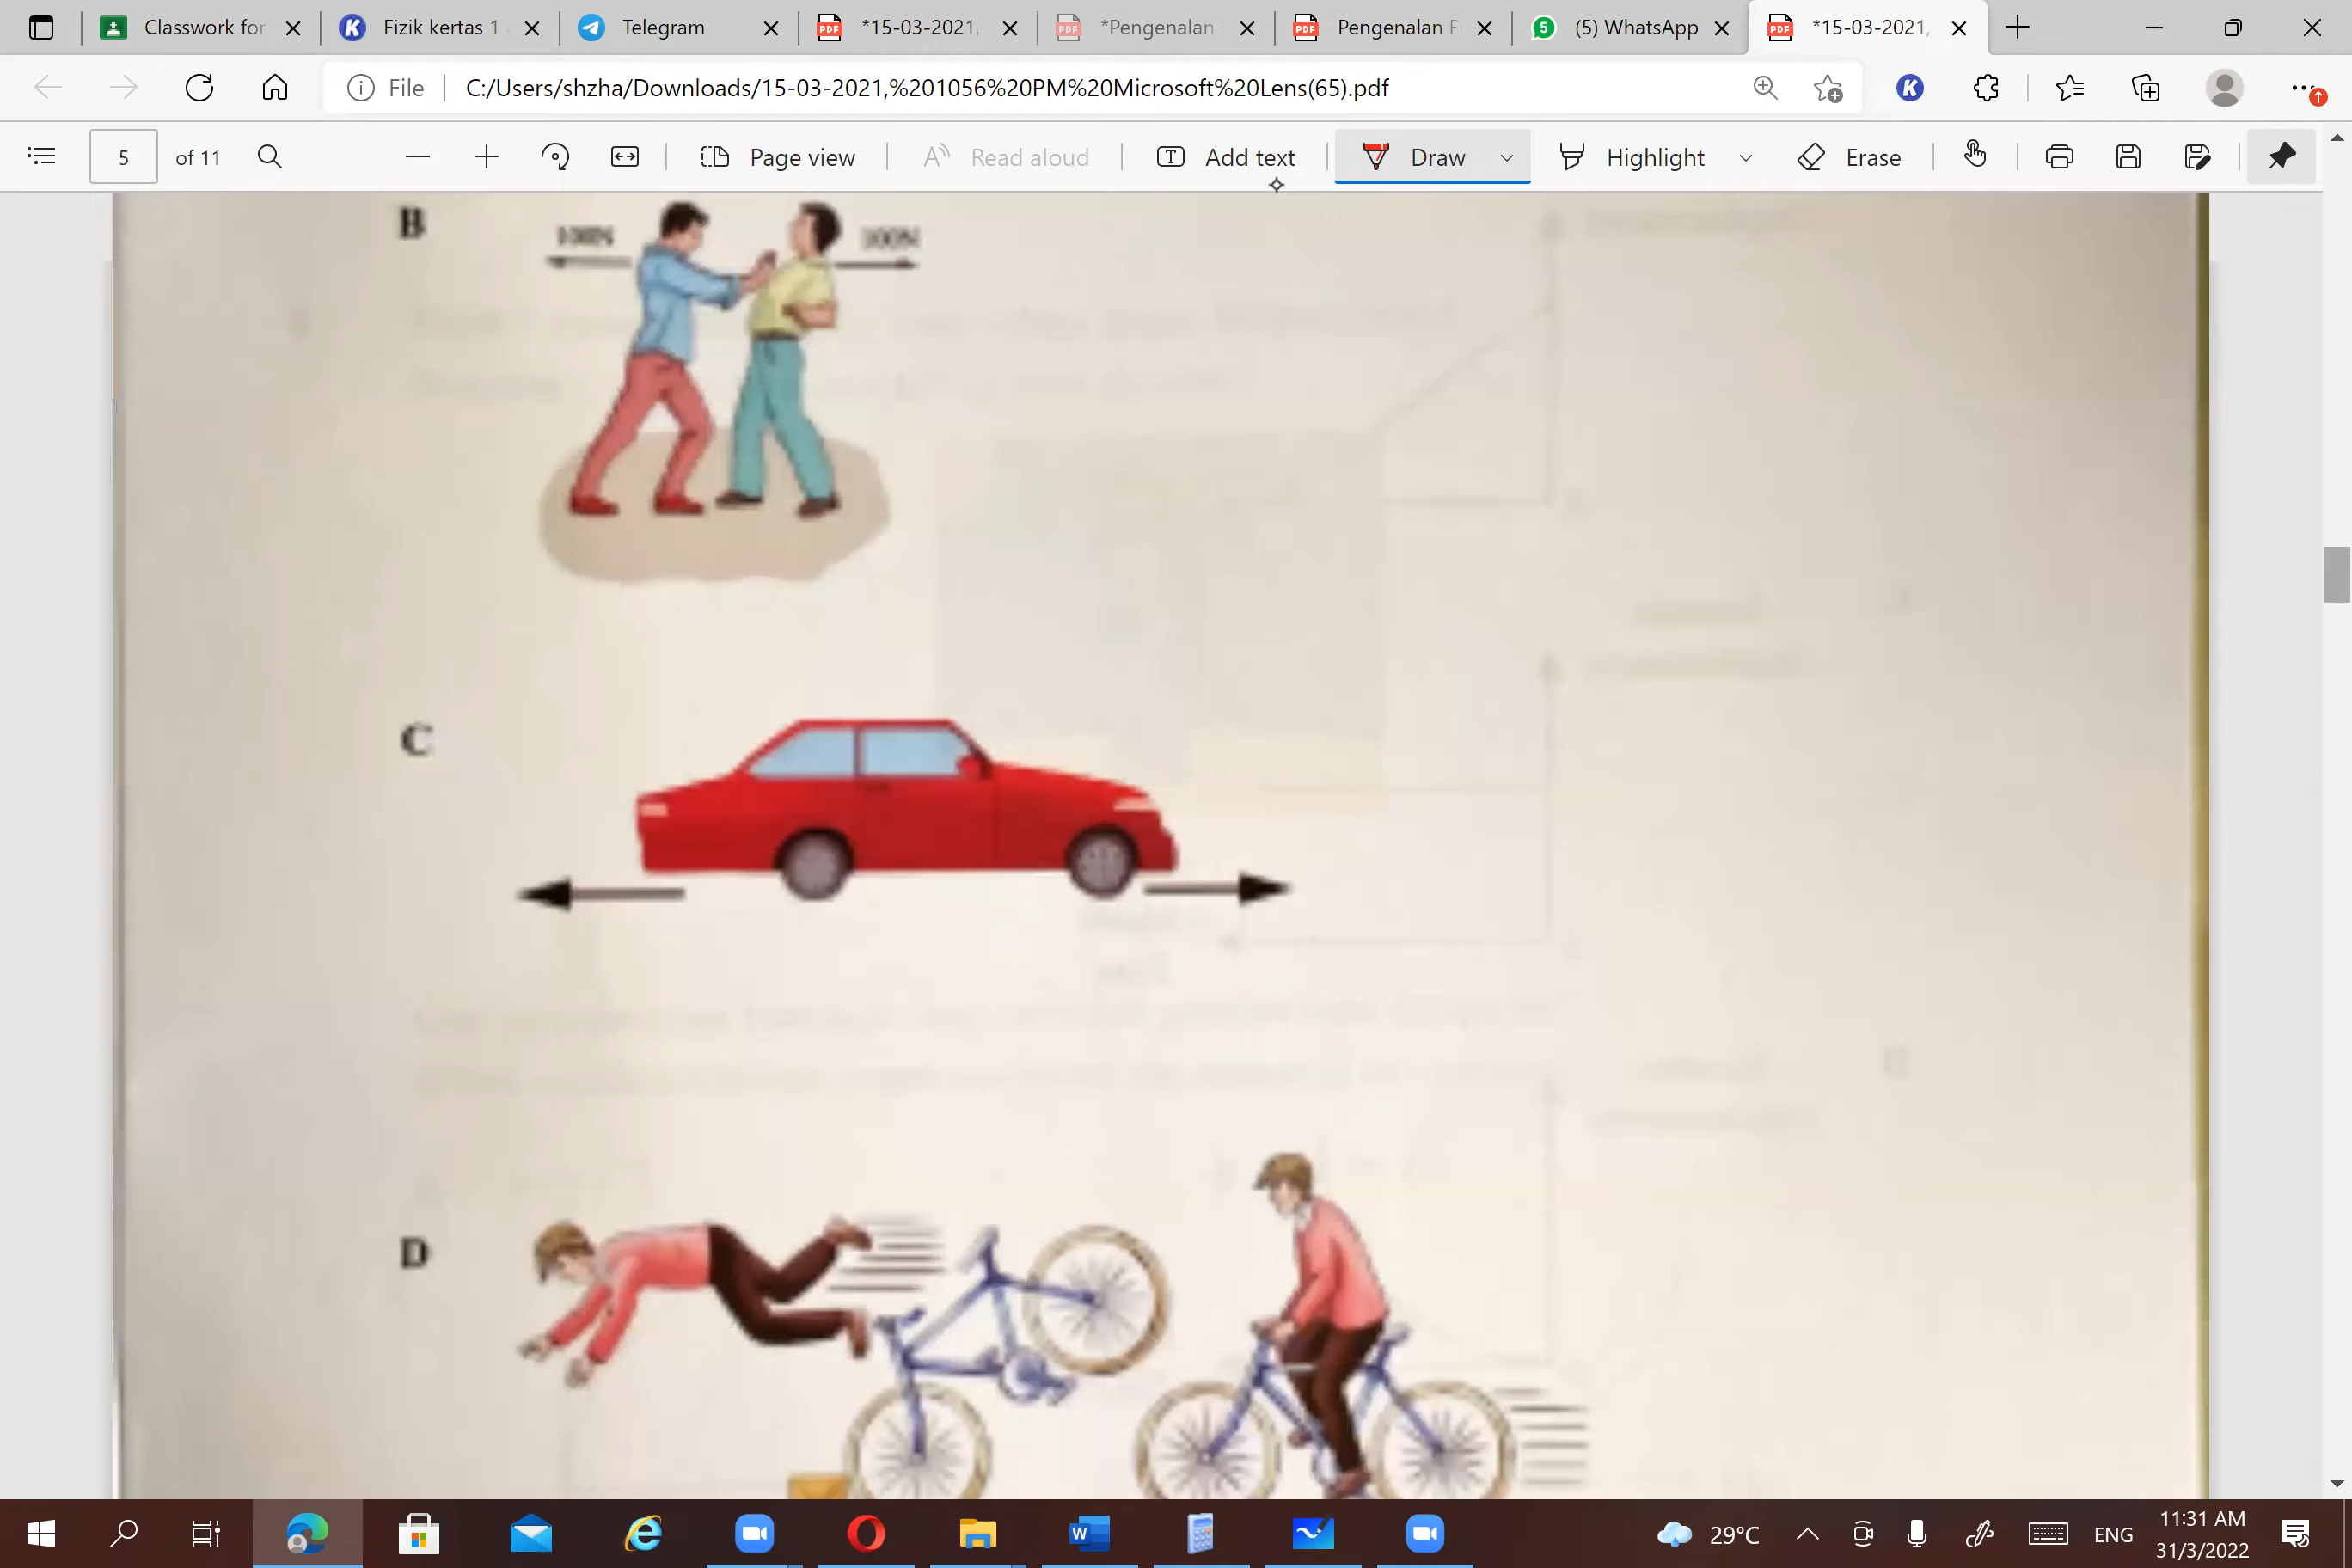 Classwork for
Fizik kertas 1
Telegram
*15-03-2021,
*Pengenalan
Pengenalan F
(5) WhatsApp
*15-03-2021,
File
C:/Users/shzha/Downloads/15-03-2021,%201056%20PM%20Microsoft%20Lens(65).pdf
5
of 11
Page view
Read aloud
Add text
Draw
Highlight
Erase
B
100N
100N
C
D
29°C
ENG
11:31 AM
31/3/2022